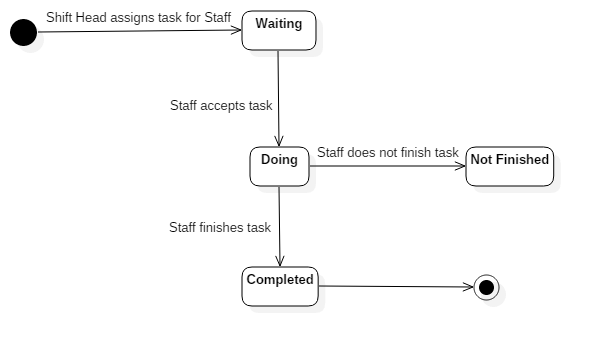 Shift Head assigns task for Staff
Waiting
Staff accepts task
Doing
Staff does not finish task
Not Finished
Staff finishes task
Completed